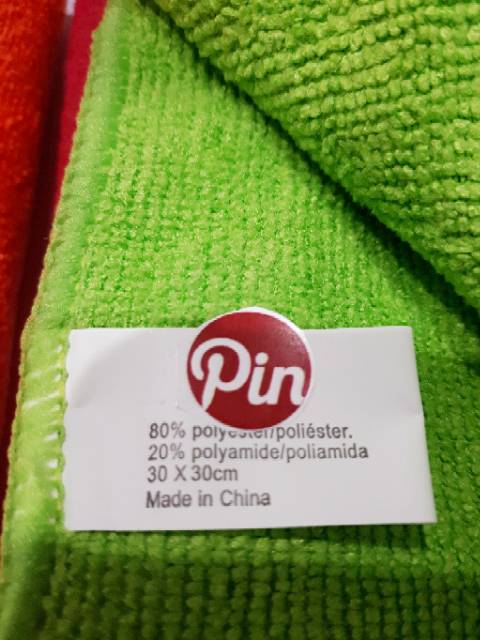 Pin
80% polyester/poliéster.
20% polyamide/poliamida
30 X 30cm
Made in China